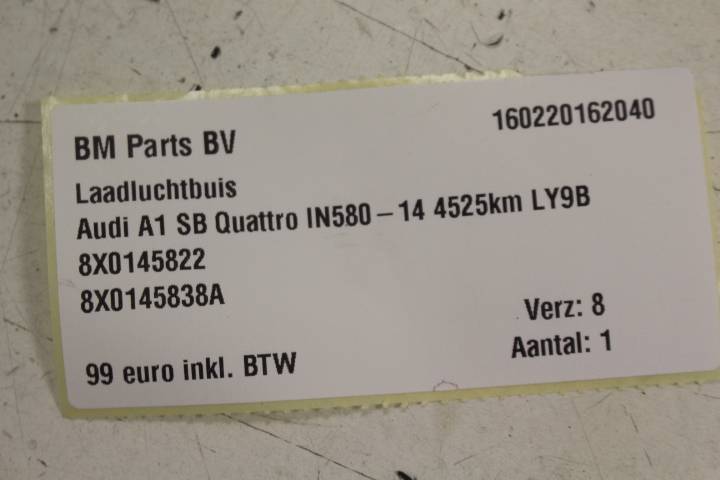 BM Parts BV
160220162040
Laadluchtbuis
Audi A1 SB Quattro IN580 – 14 4525km LY9B
8X0145822
8X0145838A
Verz: 8
Aantal: 1
99 euro inkl. BTW